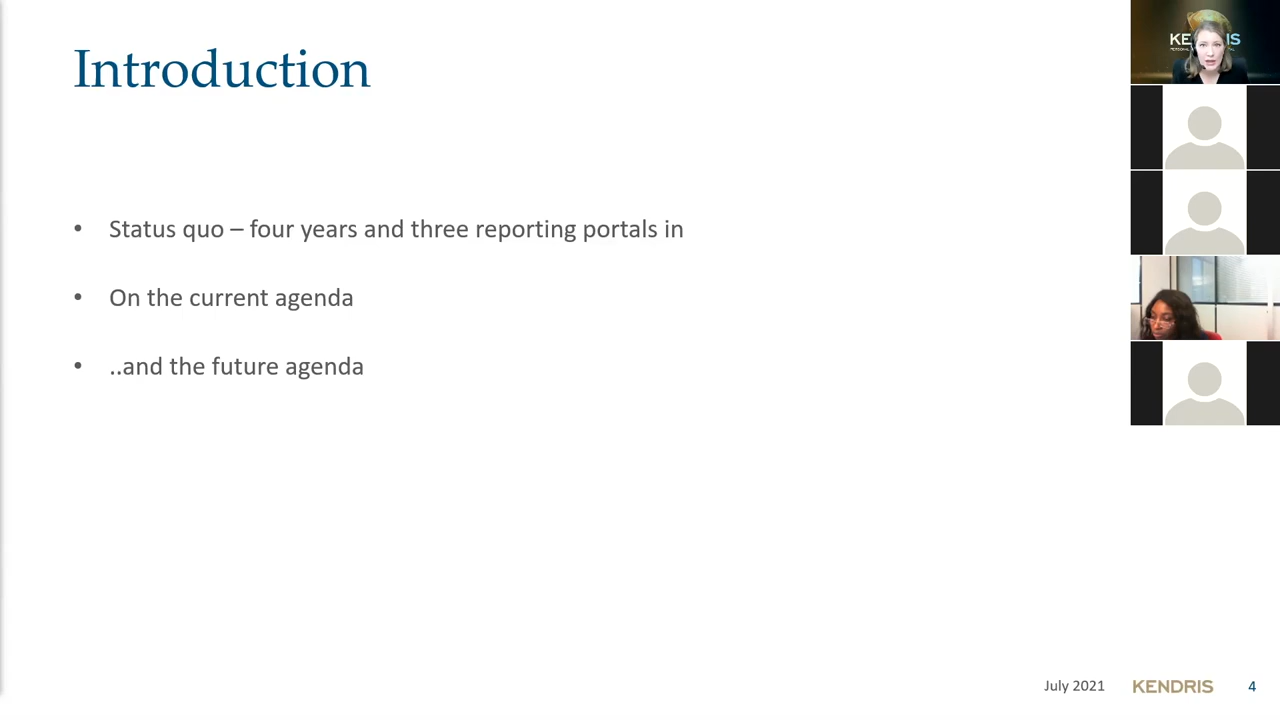 Introduction
• Status quo – four years and three reporting portals in
• On the current agenda
• ..and the future agenda
July 2021 KENDRIS 4